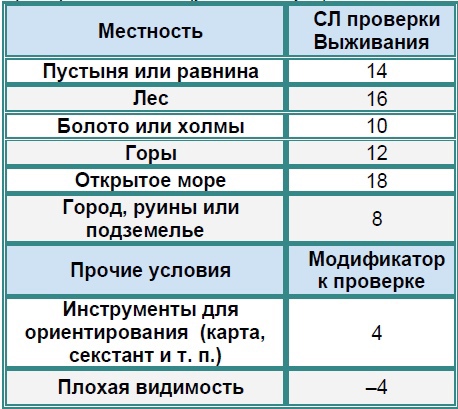 Местность СЛ проверки
Выживания
Пустыня или равнина 14
Лес 16
Болото или холмы 10
Горы 12
Открытое море 18
Город, руины или
подземелье 8
Прочие условия Модификатор
к проверке
Инструменты для
ориентирования (карта,
секстант и т. п.) 4
Плохая видимость –4